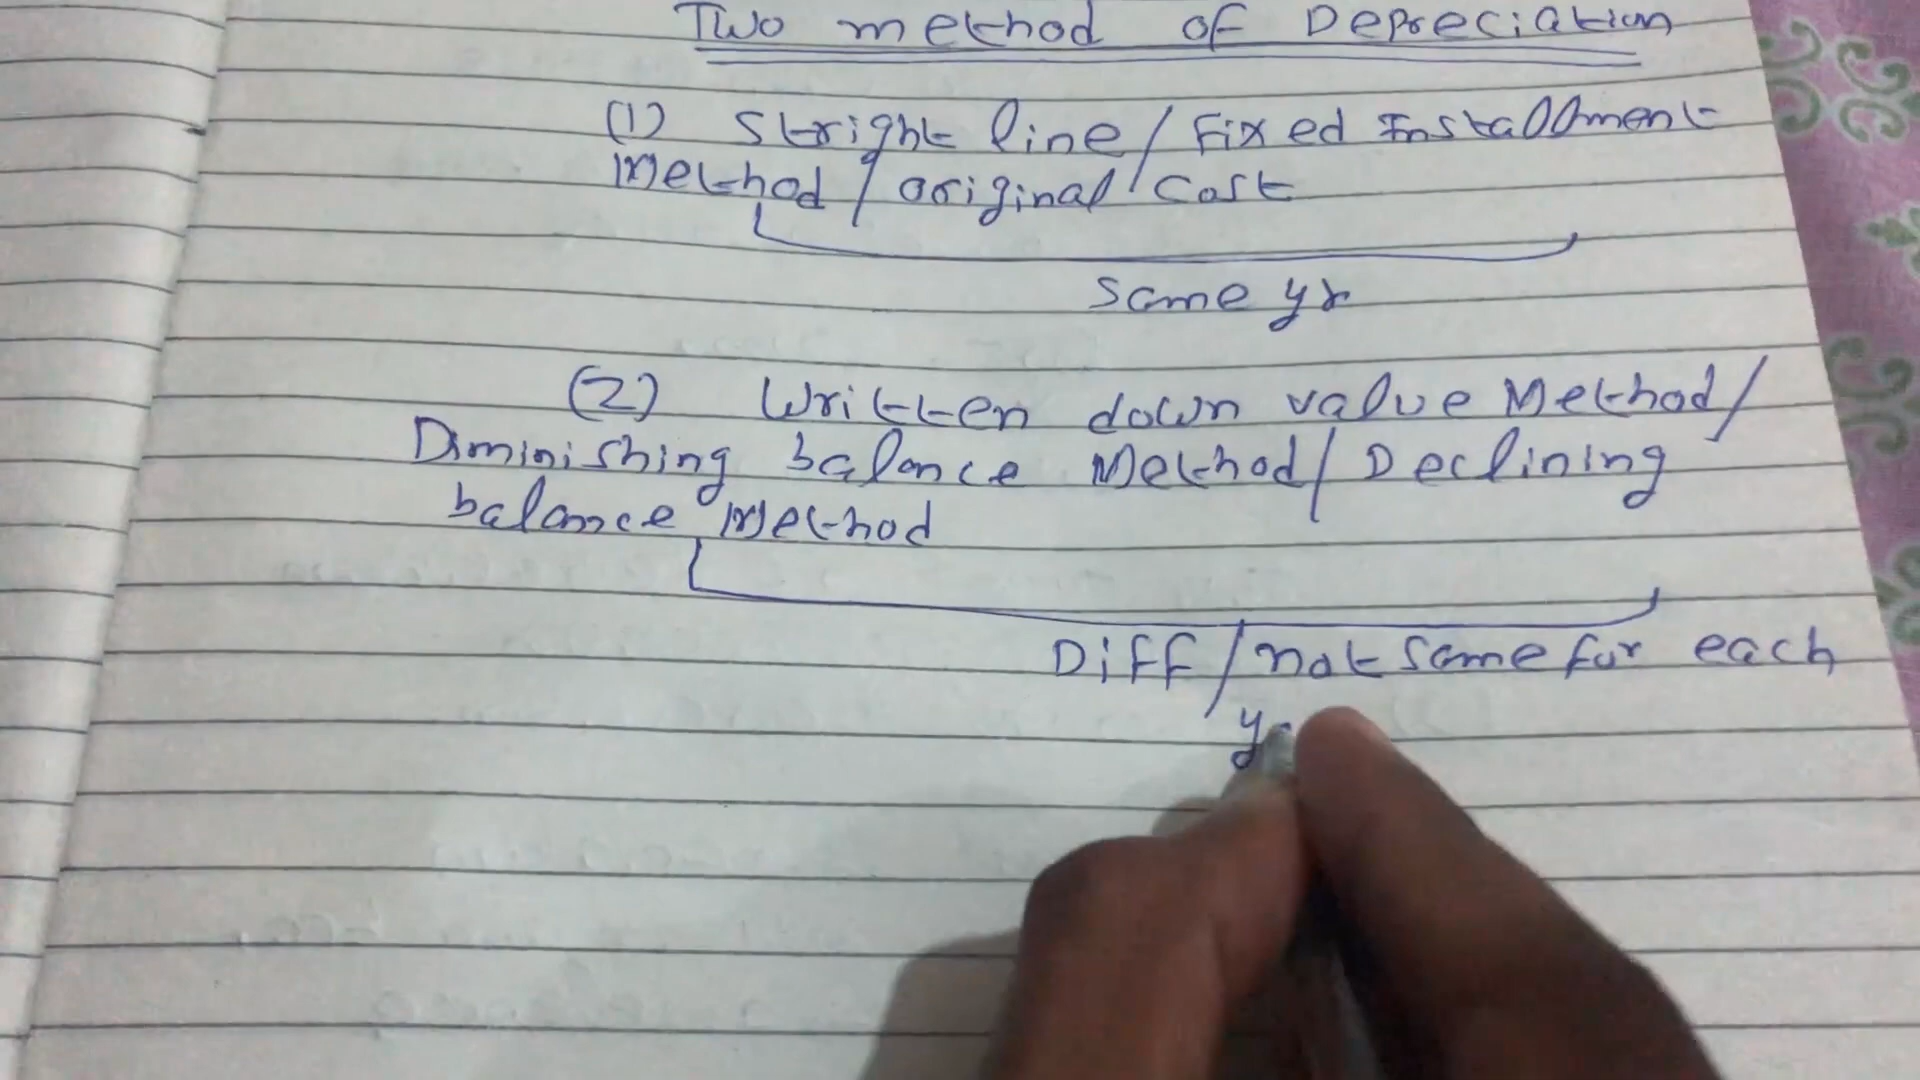 Two method of Depreciation
(1) Stright line / Fixed Installment
Method / original Cost
Same yr
(2) Written down value Method /
Diminishing balance Method / Declining
balance Method
Diff / not same for each